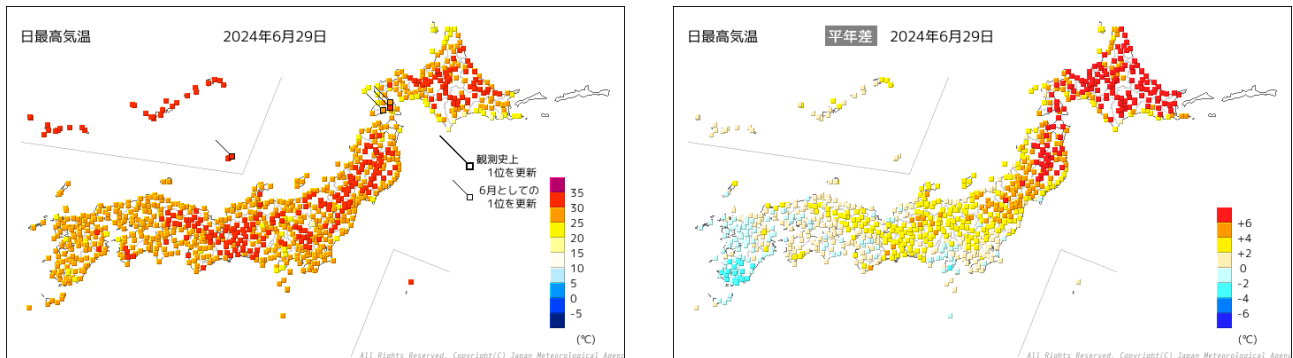 日最高気温
2024年6月29日
観測史上
1位を更新
6月としての
1位を更新
35
30
25
20
15
10
5
0
-5
(℃)
All Rights Reserved. Copyright(C) Japan Meteorological Agenc
日最高気温
平年差 2024年6月29日
+6
+4
+2
0
-2
-4
-6
(℃)
All Rights Reserved. Copyright(C) Japan Meteorological Agenc